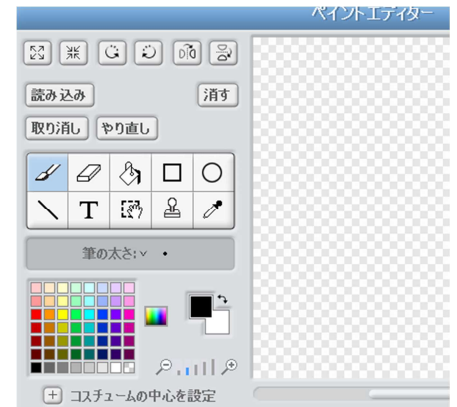 ペイントエディター
読み込み 消す
取り消し やり直し
T
筆の太さ:
コスチュームの中心を設定